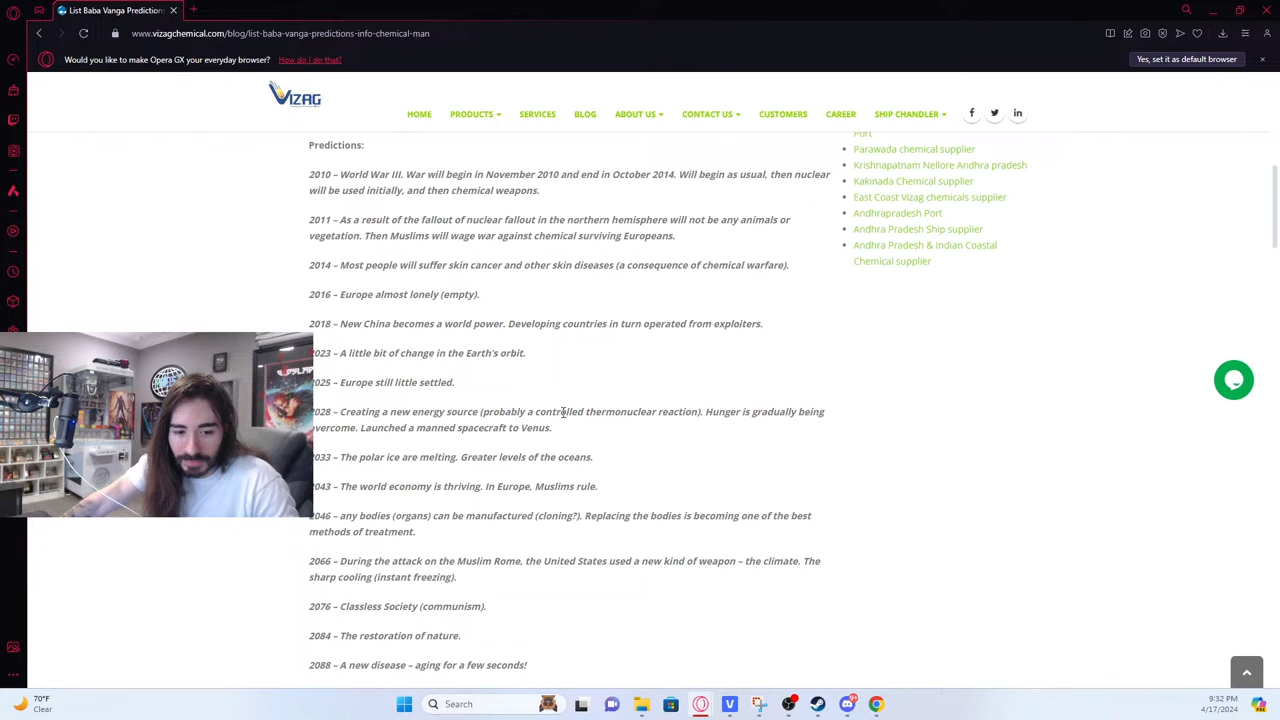 List Baba Vanga Prediction
www.vizagchemical.com/blog/list-baba-vanga-predictions-info-chemical-man
Would you like to make Opera GX your everyday browser? How do I do that?
Yes, set it as default browser
VIZAG
HOME PRODUCTS SERVICES BLOG ABOUT US CONTACT US CUSTOMERS CAREER SHIP CHANDLER
Predictions:
2010 – World War III. War will begin in November 2010 and end in October 2014. Will begin as usual, then nuclear
will be used initially, and then chemical weapons.
2011 – As a result of the fallout of nuclear fallout in the northern hemisphere will not be any animals or
vegetation. Then Muslims will wage war against chemical surviving Europeans.
2014 – Most people will suffer skin cancer and other skin diseases (a consequence of chemical warfare).
2016 – Europe almost lonely (empty).
2018 – New China becomes a world power. Developing countries in turn operated from exploiters.
2023 – A little bit of change in the Earth's orbit.
2025 – Europe still little settled.
2028 – Creating a new energy source (probably a controlled thermonuclear reaction). Hunger is gradually being
overcome. Launched a manned spacecraft to Venus.
2033 – The polar ice are melting. Greater levels of the oceans.
2043 – The world economy is thriving. In Europe, Muslims rule.
2046 – any bodies (organs) can be manufactured (cloning?). Replacing the bodies is becoming one of the best
methods of treatment.
2066 – During the attack on the Muslim Rome, the United States used a new kind of weapon – the climate. The
sharp cooling (instant freezing).
2076 – Classless Society (communism).
2084 – The restoration of nature.
2088 – A new disease – aging for a few seconds!
Port
Parawada chemical supplier
Krishnapatnam Nellore Andhra pradesh
Kakinada Chemical supplier
East Coast Vizag chemicals supplier
Andhrapradesh Port
Andhra Pradesh Ship supplier
Andhra Pradesh & Indian Coastal
Chemical supplier
70°F
Clear
Search
9:32 PM
4/17/2024